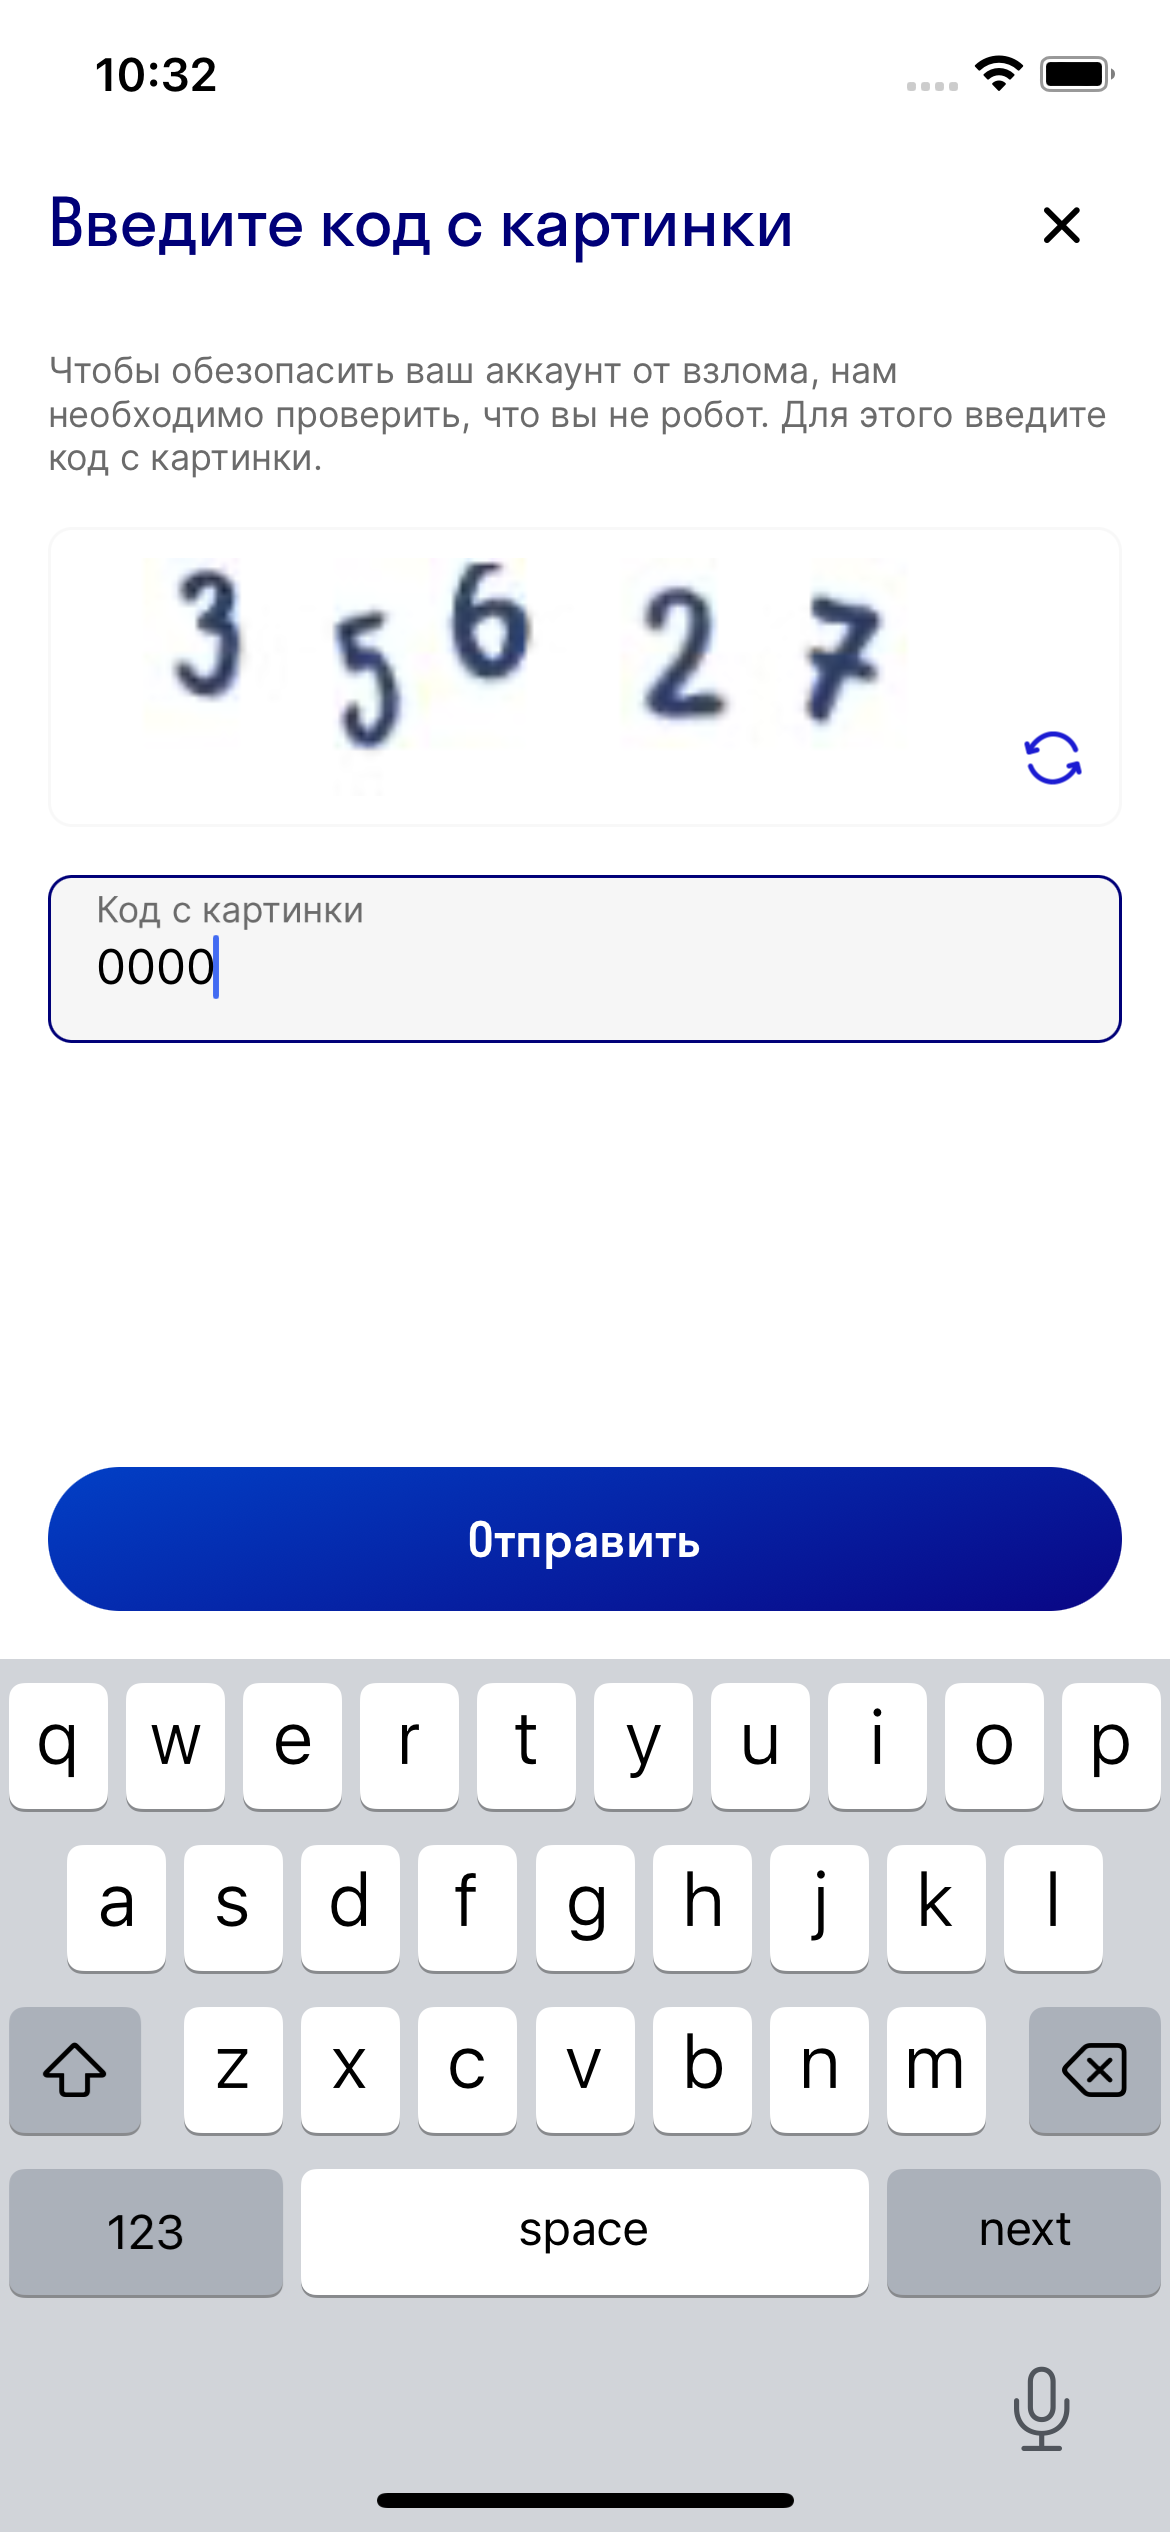 10:32
Введите код с картинки
Чтобы обезопасить ваш аккаунт от взлома, нам
необходимо проверить, что вы не робот. Для этого введите
код с картинки.
3 5 6 2 7
Код с картинки
0000
Отправить
q w e r t y u i o p
a s d f g h j k l
z x c v b n m
123 space next